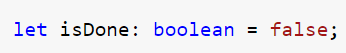 let isDone: boolean = false;